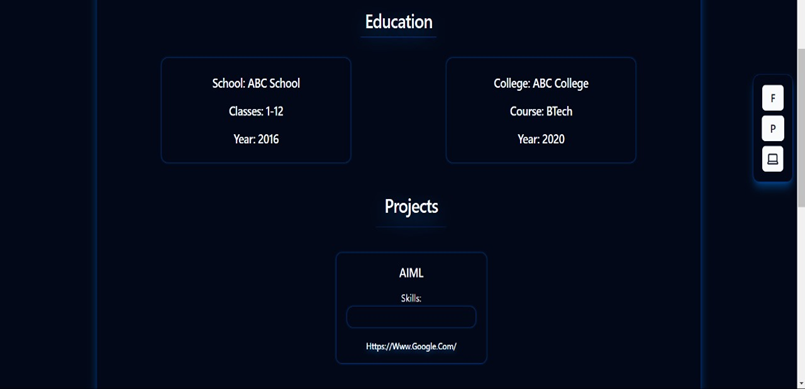 Education
School: ABC School
Classes: 1-12
Year: 2016
College: ABC College
Course: BTech
Year: 2020
F
P
Projects
AIML
Skills:
Https://Www.Google.Com/